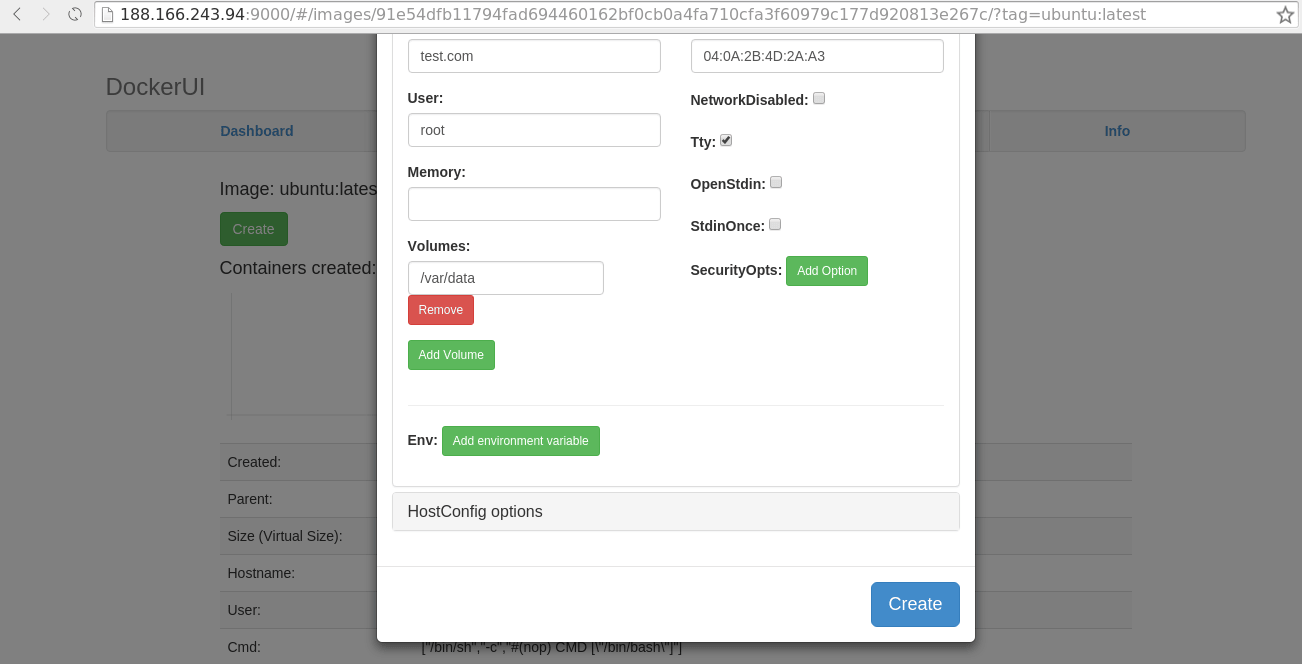 188.166.243.94:9000/#/images/91e54dfb11794fad694460162bf0cb0a4fa710cfa3f60979c177d920813e267c/?tag=ubuntu:latest
DockerUI
Dashboard
Info
Image: ubuntu:lates
Create
Containers created:
Created:
Parent:
Size (Virtual Size):
Hostname:
User:
Cmd:
["/bin/sh","-c","#(nop) CMD [\"/bin/bash\"]"]
test.com
User:
root
Memory:
Volumes:
/var/data
Remove
Add Volume
04:0A:2B:4D:2A:A3
NetworkDisabled:
Tty:
OpenStdin:
StdinOnce:
SecurityOpts: Add Option
Env: Add environment variable
HostConfig options
Create